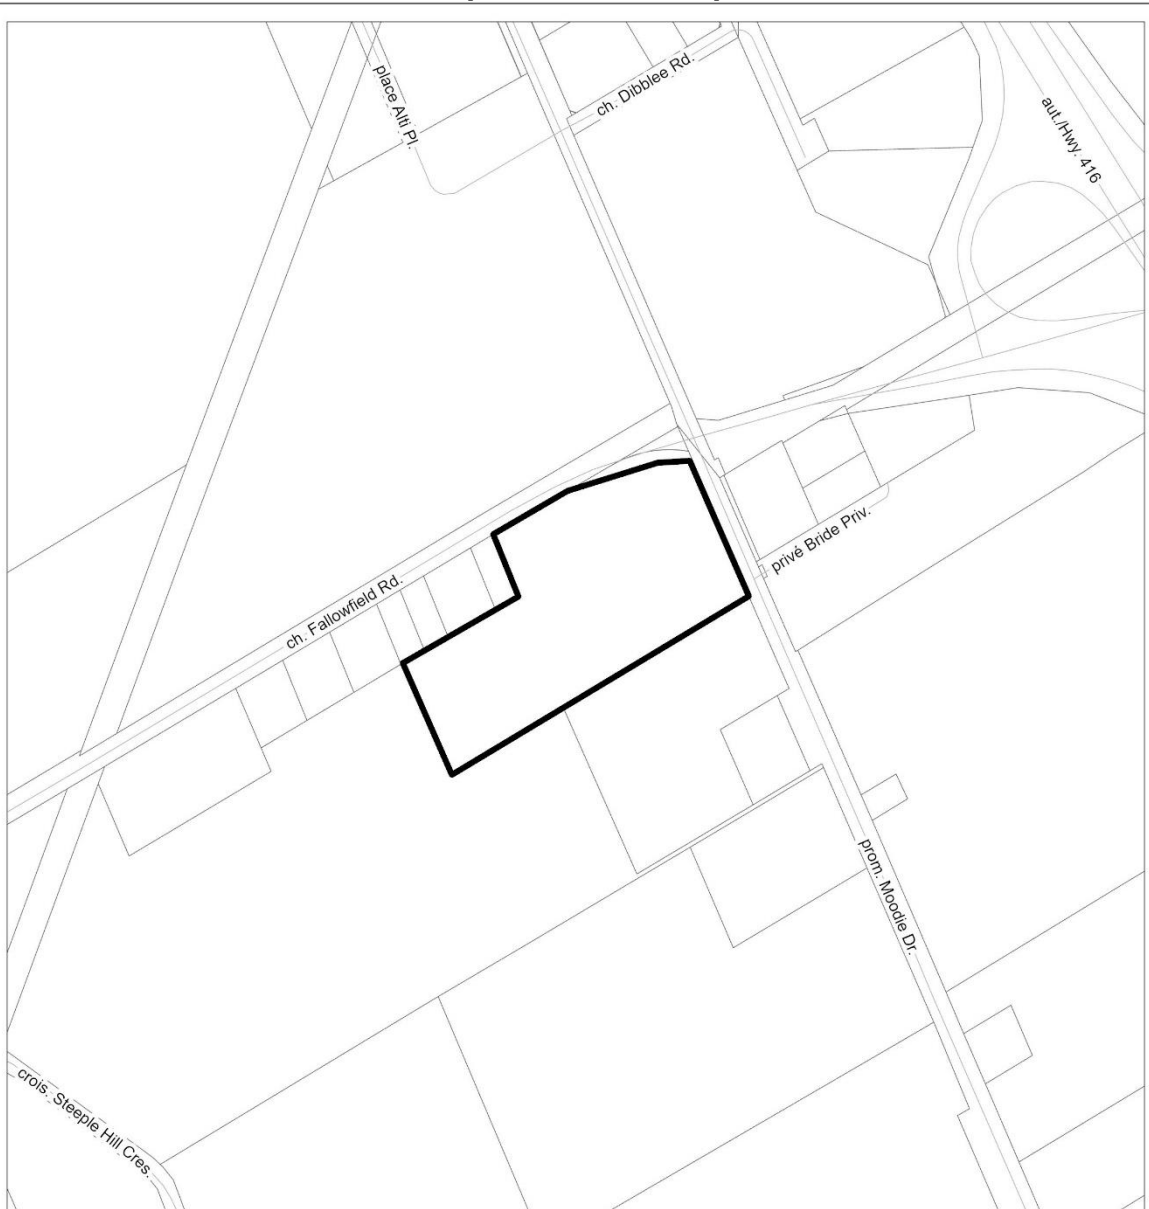 place Alti Pl.
ch. Dibblee Rd.
aut./Hwy. 416
privé Bride Priv.
ch. Fallowfield Rd.
prom. Moodie Dr.
crois. Steeple Hill Cres.